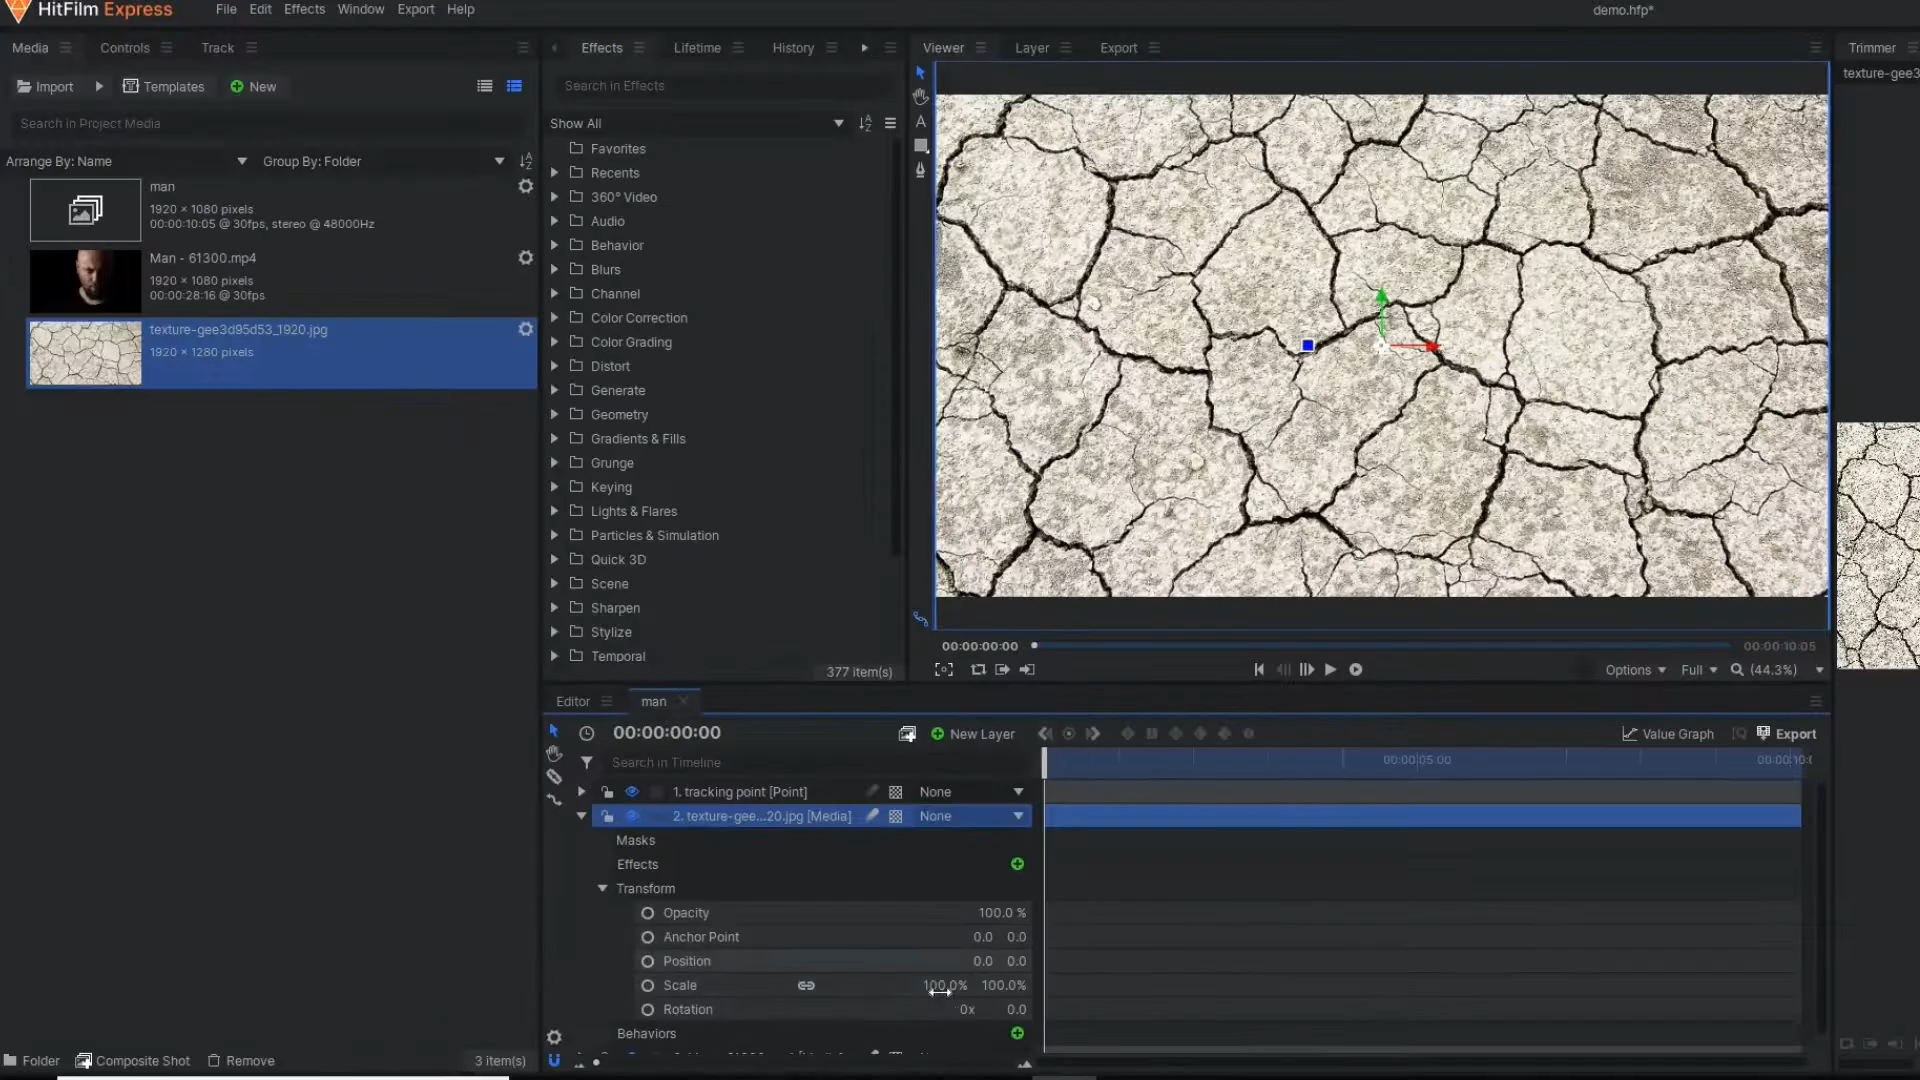 HitFilm Express
File Edit Effects Window Export Help
demo.hfp*
Media Controls Track
Effects Lifetime History
Viewer Layer Export
Trimmer
Import Templates New
Search in Effects
texture-gee3
Search in Project Media
Show All
Arrange By: Name Group By: Folder
man
1920 × 1080 pixels
00:00:10:05 @ 30fps, stereo @ 48000Hz
Man - 61300.mp4
1920 × 1080 pixels
00:00:28:16 @ 30fps
texture-gee3d95d53_1920.jpg
1920 × 1280 pixels
Favorites
Recents
360° Video
Audio
Behavior
Blurs
Channel
Color Correction
Color Grading
Distort
Generate
Geometry
Gradients & Fills
Grunge
Keying
Lights & Flares
Particles & Simulation
Quick 3D
Scene
Sharpen
Stylize
Temporal
377 item(s)
A
00:00:00:00 00:00:10:05
Options Full (44.3%)
Editor man
00:00:00:00 New Layer Value Graph Export
Search in Timeline
00:00:05:00
1. tracking point [Point] None
2. texture-gee...20.jpg [Media] None
Masks
Effects
Transform
Opacity 100.0 %
Anchor Point 0.0 0.0
Position 0.0 0.0
Scale 100.0% 100.0%
Rotation 0x 0.0
Behaviors
Folder Composite Shot Remove 3 item(s)